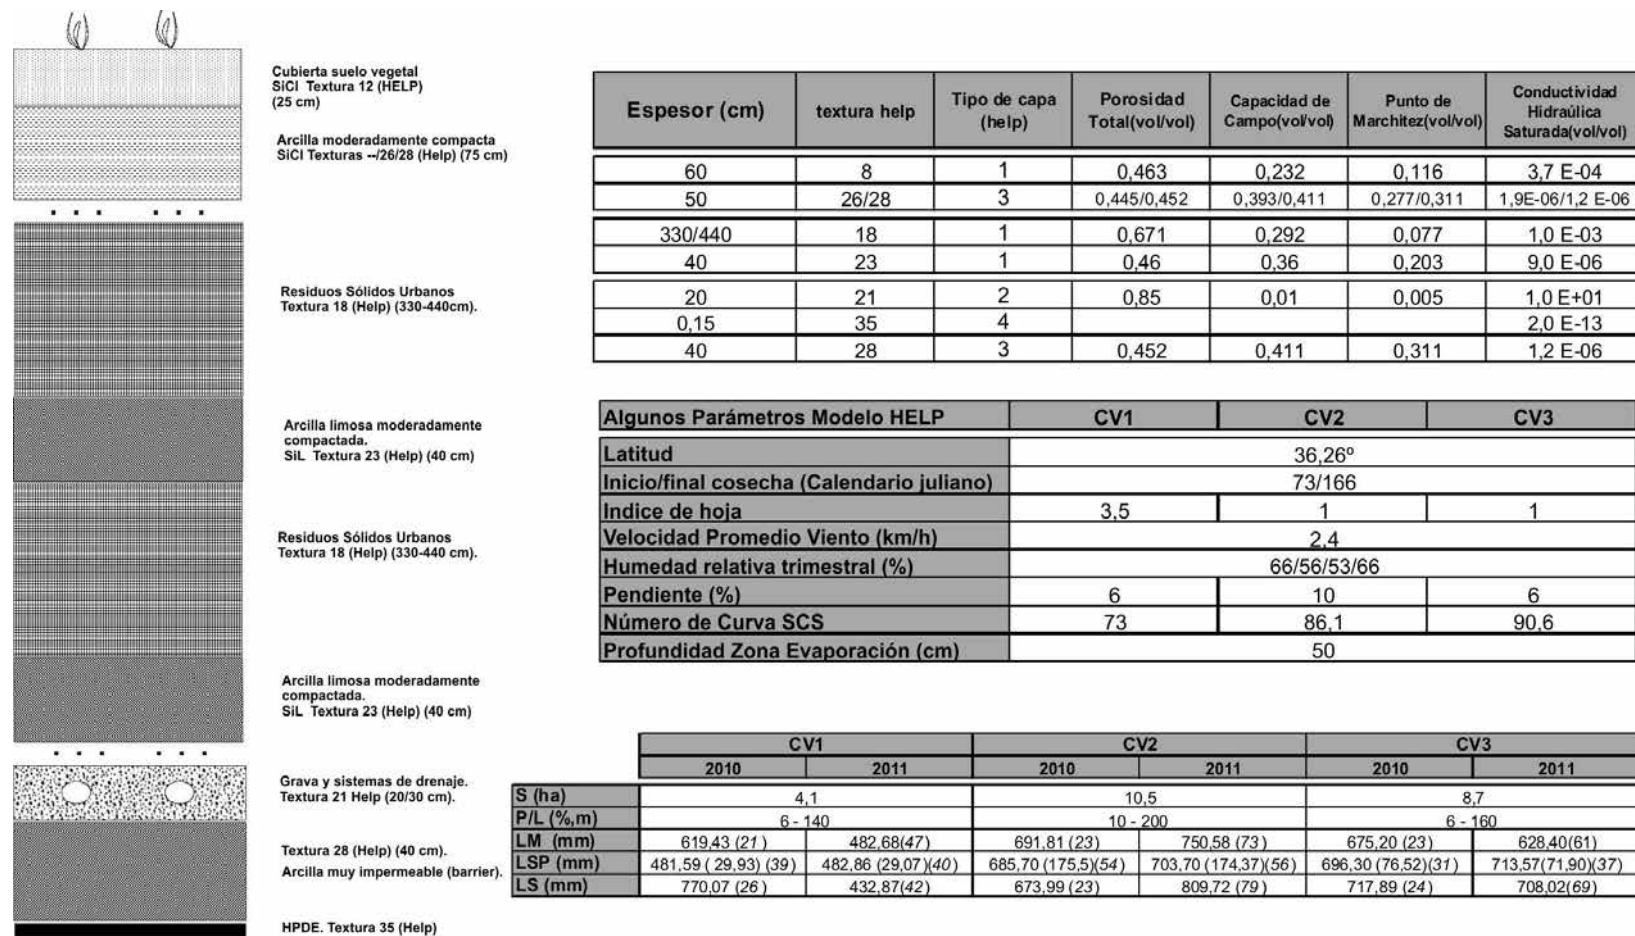 Cubierta suelo vegetal
SiCl Textura 12 (HELP)
(25 cm)
Arcilla moderadamente compacta
SiCl Texturas --/26/28 (Help) (75 cm)
Residuos Sólidos Urbanos
Textura 18 (Help) (330-440cm).
Arcilla limosa moderadamente
compactada.
SiL Textura 23 (Help) (40 cm)
Residuos Sólidos Urbanos
Textura 18 (Help) (330-440 cm).
Arcilla limosa moderadamente
compactada.
SiL Textura 23 (Help) (40 cm)
Grava y sistemas de drenaje.
Textura 21 Help (20/30 cm).
Textura 28 (Help) (40 cm).
Arcilla muy impermeable (barrier).
HPDE. Textura 35 (Help)
Espesor (cm) textura help Tipo de capa (help) Porosidad Total(vol/vol) Capacidad de Campo(vol/vol) Punto de Marchitez(vol/vol) Conductividad Hidraúlica Saturada(vol/vol)
60 8 1 0,463 0,232 0,116 3,7 E-04
50 26/28 3 0,445/0,452 0,393/0,411 0,277/0,311 1,9E-06/1,2 E-06
330/440 18 1 0,671 0,292 0,077 1,0 E-03
40 23 1 0,46 0,36 0,203 9,0 E-06
20 21 2 0,85 0,01 0,005 1,0 E+01
0,15 35 4 2,0 E-13
40 28 3 0,452 0,411 0,311 1,2 E-06
Algunos Parámetros Modelo HELP CV1 CV2 CV3
Latitud 36,26º
Inicio/final cosecha (Calendario juliano) 73/166
Indice de hoja 3,5 1 1
Velocidad Promedio Viento (km/h) 2,4
Humedad relativa trimestral (%) 66/56/53/66
Pendiente (%) 6 10 6
Número de Curva SCS 73 86,1 90,6
Profundidad Zona Evaporación (cm) 50
CV1 CV2 CV3
2010 2011 2010 2011 2010 2011
S (ha) 4,1 10,5 8,7
P/L (%,m) 6 - 140 10 - 200 6 - 160
LM (mm) 619,43 (21 ) 482,68(47) 691,81 (23) 750,58 (77) 675,20 (23) 628,40(61)
LSP (mm) 481,59 ( 29,93) (39) 482,86 (29,07)(40) 685,70 (175,5)(54) 703,70 (174,37)(56) 696,30 (76,52)(31) 713,57(71,90)(37)
LS (mm) 770,07 (26 ) 432,87(42) 673,99 (23) 809,72 (79 ) 717,89 (24) 708,02(69)